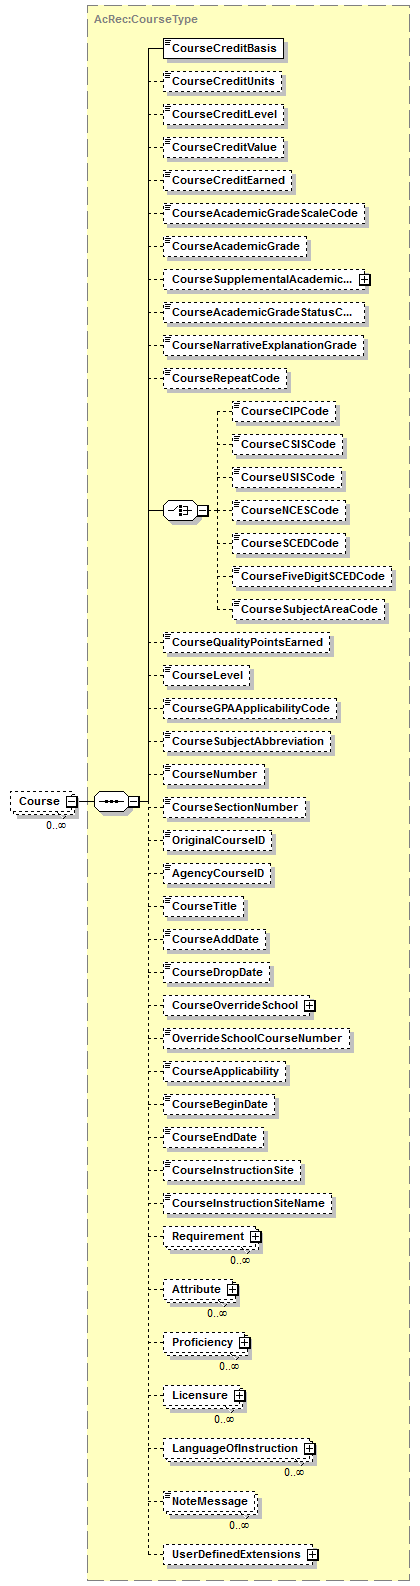 AcRec:CourseType
CourseCreditBasis
CourseCreditUnits
CourseCreditLevel
CourseCreditValue
CourseCreditEarned
CourseAcademicGradeScaleCode
CourseAcademicGrade
CourseSupplementalAcademic...
CourseAcademicGradeStatusC...
CourseNarrativeExplanationGrade
CourseRepeatCode
CourseCIPCode
CourseCSISCode
CourseUSISCode
CourseNCESCode
CourseSCEDCode
CourseFiveDigitSCEDCode
CourseSubjectAreaCode
CourseQualityPointsEarned
CourseLevel
CourseGPAApplicabilityCode
CourseSubjectAbbreviation
CourseNumber
Course
0..∞
CourseSectionNumber
OriginalCourseID
AgencyCourseID
CourseTitle
CourseAddDate
CourseDropDate
CourseOverrideSchool
OverrideSchoolCourseNumber
CourseApplicability
CourseBeginDate
CourseEndDate
CourseInstructionSite
CourseInstructionSiteName
Requirement
0..∞
Attribute
0..∞
Proficiency
0..∞
Licensure
0..∞
LanguageOfInstruction
0..∞
NoteMessage
0..∞
UserDefinedExtensions